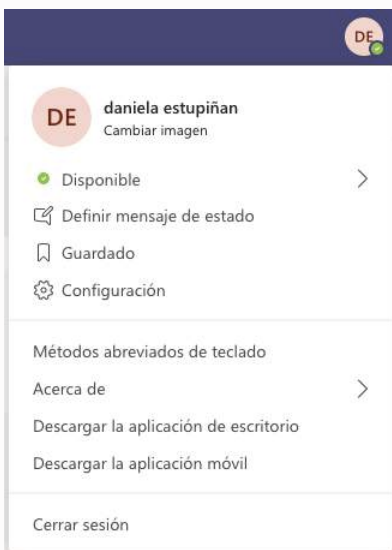 DE
DE
daniela estupiñan
Cambiar imagen
Disponible
Definir mensaje de estado
Guardado
Configuración
Métodos abreviados de teclado
Acerca de
Descargar la aplicación de escritorio
Descargar la aplicación móvil
Cerrar sesión